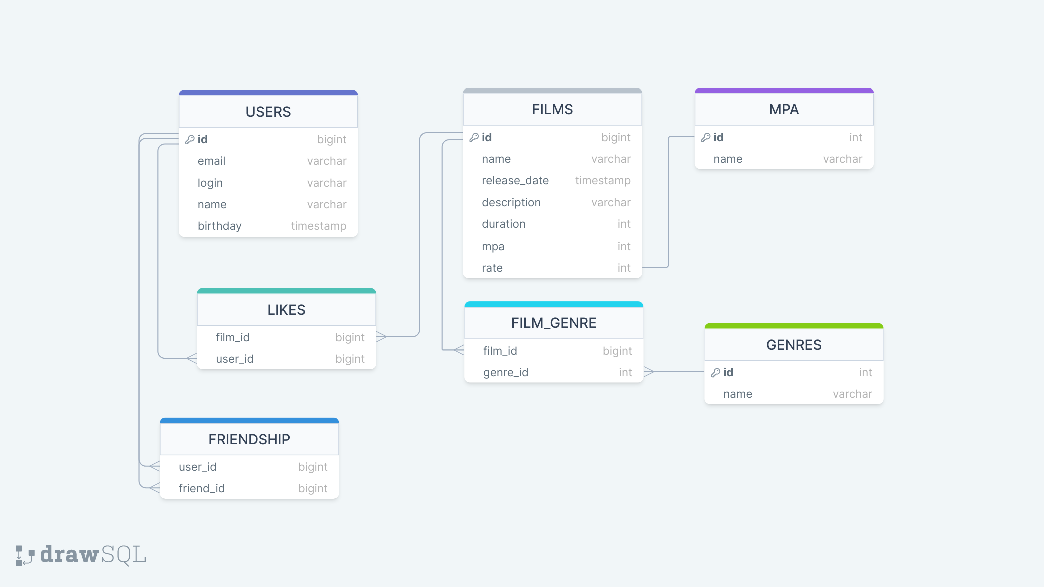 USERS
id bigint
email varchar
login varchar
name varchar
birthday timestamp
FILMS
id bigint
name varchar
release_date timestamp
description varchar
duration int
mpa int
rate int
MPA
id int
name varchar
LIKES
film_id bigint
user_id bigint
FILM_GENRE
film_id bigint
genre_id int
GENRES
id int
name varchar
FRIENDSHIP
user_id bigint
friend_id bigint
drawSQL